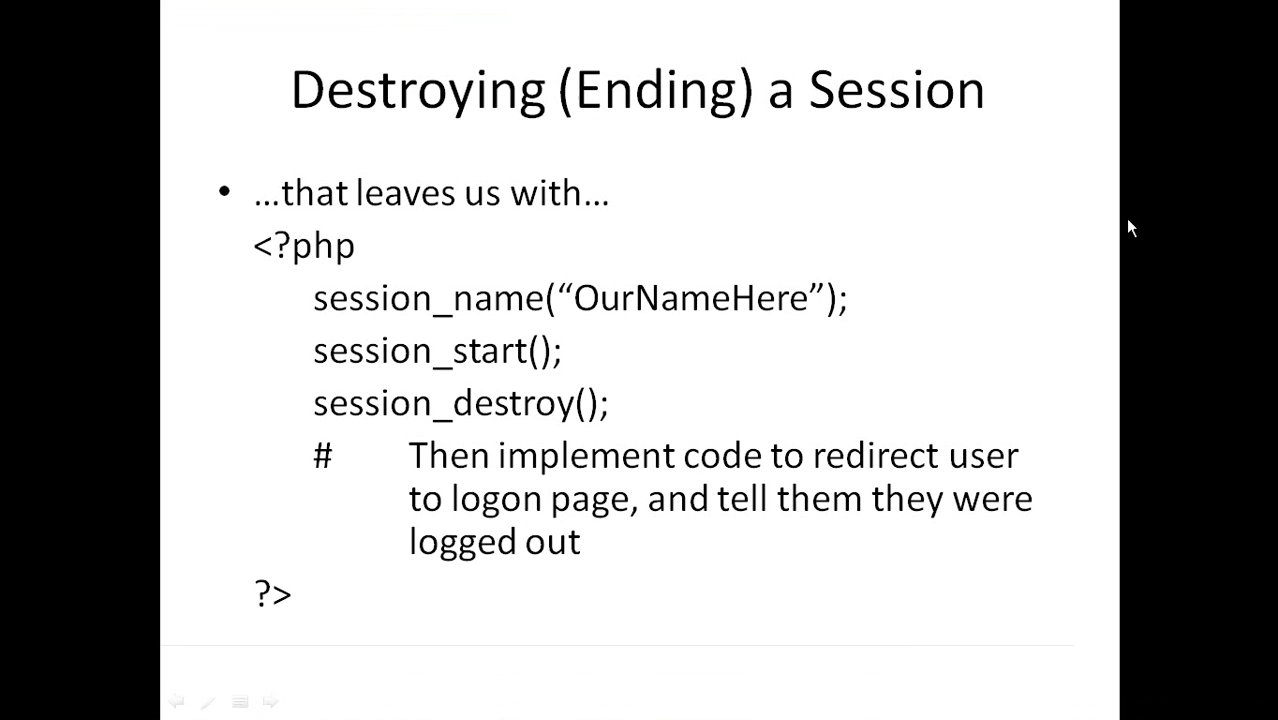 Destroying (Ending) a Session
• …that leaves us with…
<?php
session_name(“OurNameHere”);
session_start();
session_destroy();
# Then implement code to redirect user
to logon page, and tell them they were
logged out
?>